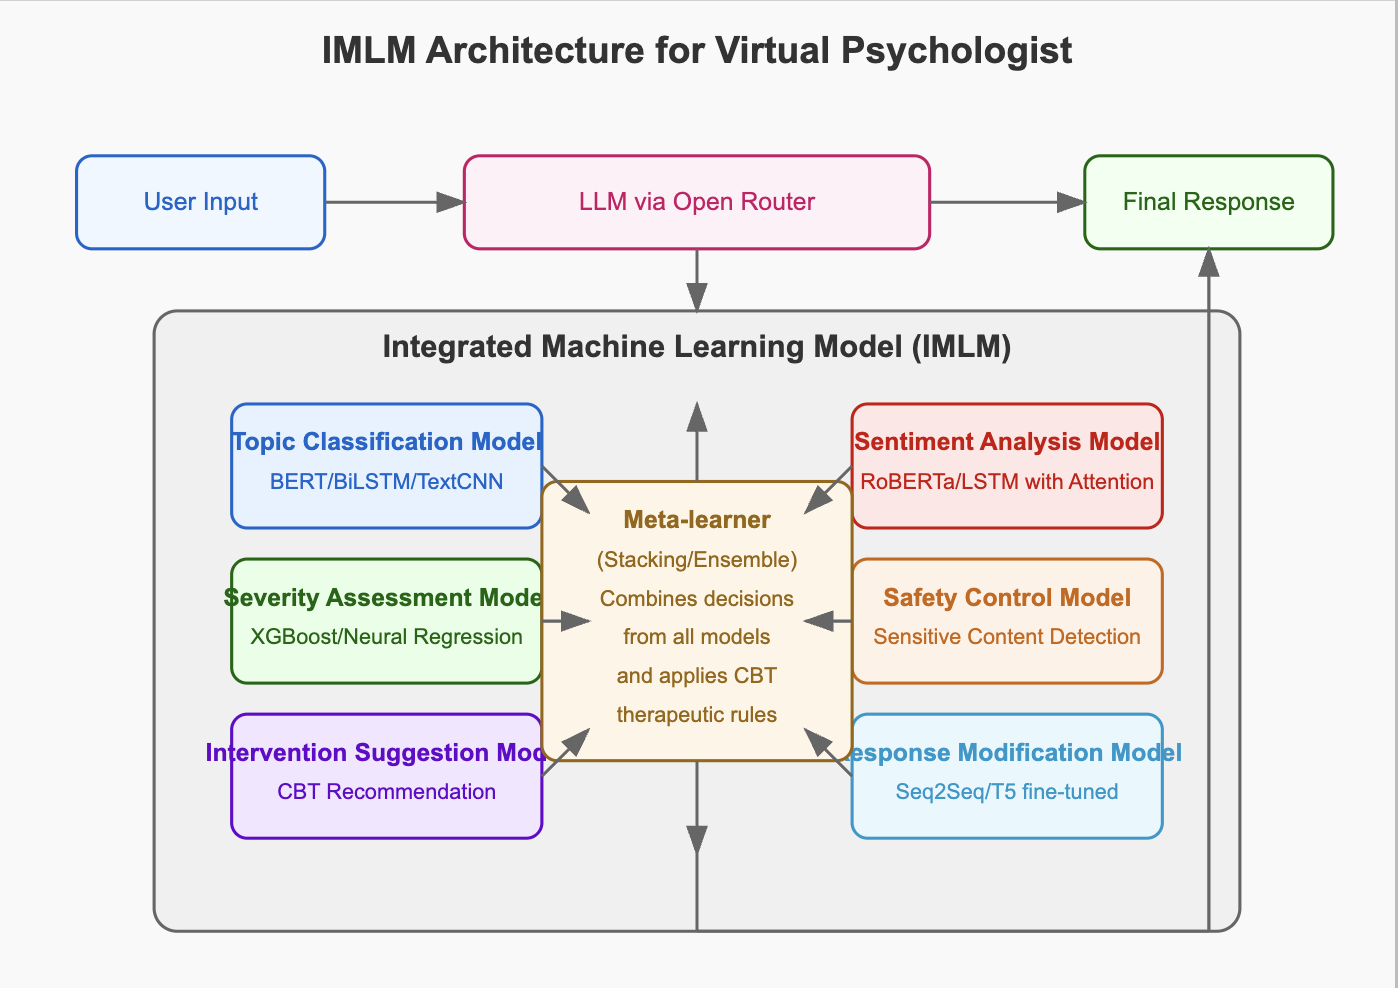 IMLM Architecture for Virtual Psychologist
User Input
LLM via Open Router
Final Response
Integrated Machine Learning Model (IMLM)
Topic Classification Model
BERT/BiLSTM/TextCNN
Sentiment Analysis Model
RoBERTa/LSTM with Attention
Meta-learner
(Stacking/Ensemble)
Combines decisions
from all models
and applies CBT
therapeutic rules
Severity Assessment Mode
XGBoost/Neural Regression
Safety Control Model
Sensitive Content Detection
Intervention Suggestion Mod
CBT Recommendation
esponse Modification Model
Seq2Seq/T5 fine-tuned